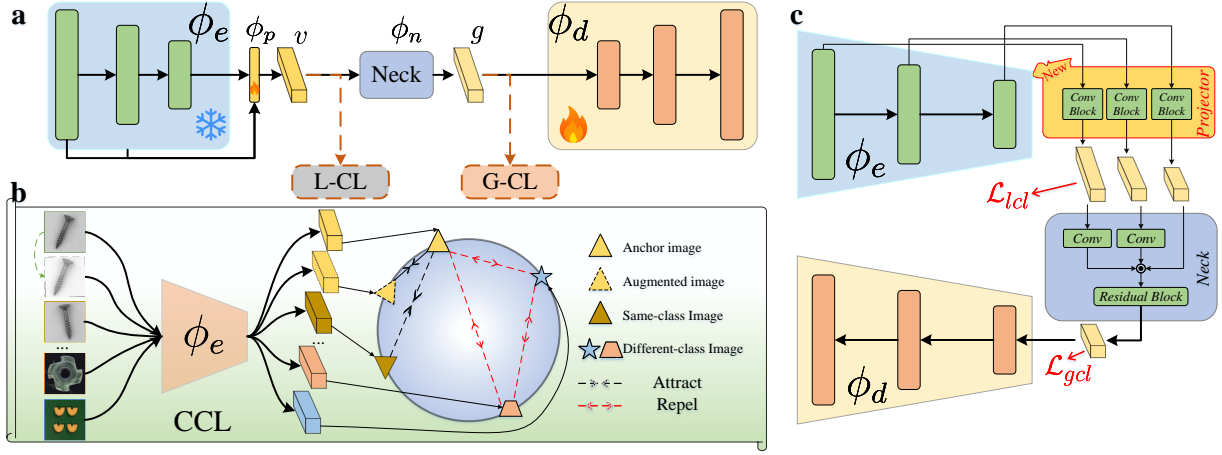 a
ϕe
ϕp
v
ϕn
g
ϕd
Neck
L-CL
G-CL
b
...
ϕe
CCL
...
Anchor image
Augmented image
Same-class Image
Different-class Image
Attract
Repel
c
New
Conv
Block
Conv
Block
Conv
Block
Projector
ϕe
ℒlcl
Conv
Conv
Neck
Residual Block
ℒgcl
ϕd